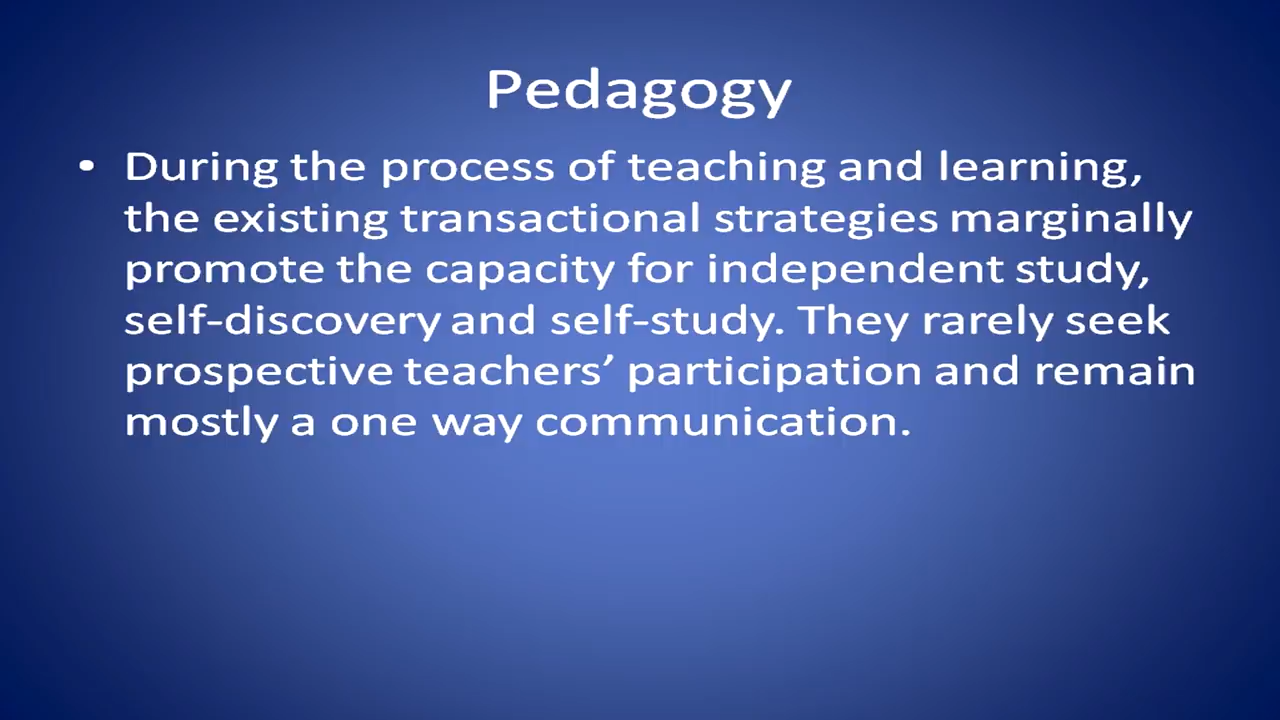 Pedagogy
• During the process of teaching and learning,
the existing transactional strategies marginally
promote the capacity for independent study,
self-discovery and self-study. They rarely seek
prospective teachers’ participation and remain
mostly a one way communication.